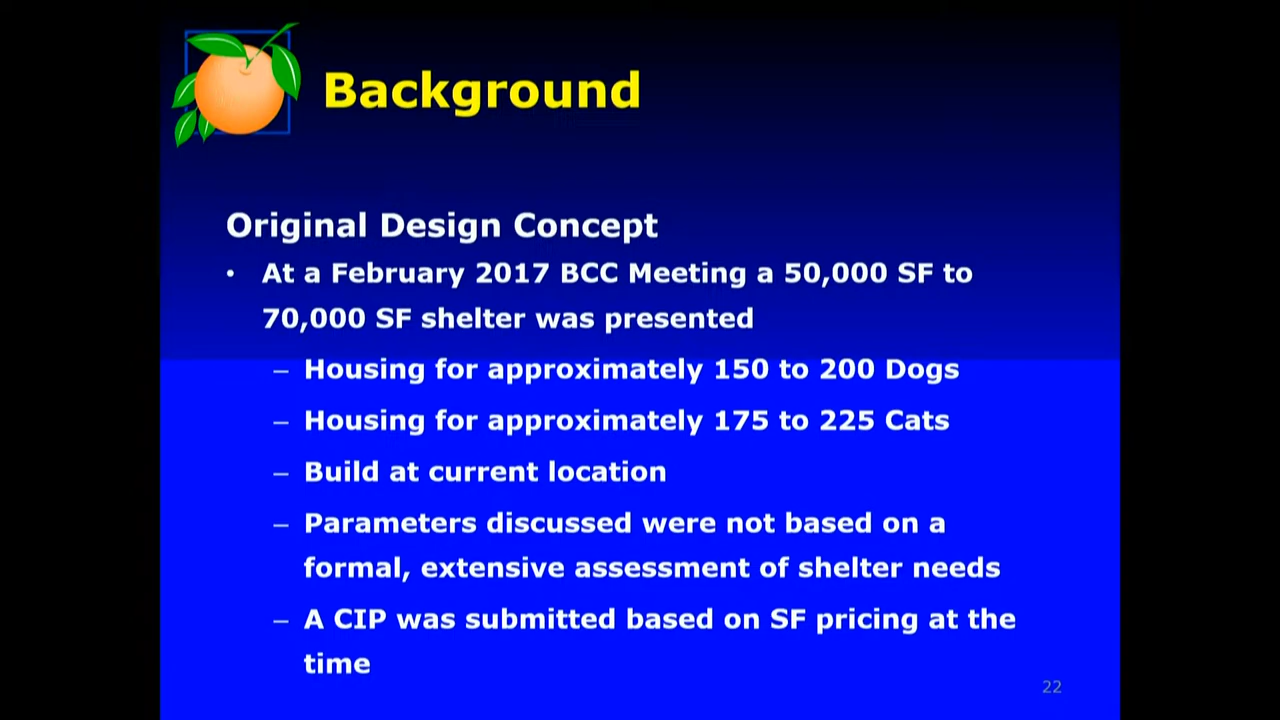 Background
Original Design Concept
• At a February 2017 BCC Meeting a 50,000 SF to
70,000 SF shelter was presented
– Housing for approximately 150 to 200 Dogs
– Housing for approximately 175 to 225 Cats
– Build at current location
– Parameters discussed were not based on a
formal, extensive assessment of shelter needs
– A CIP was submitted based on SF pricing at the
time
22